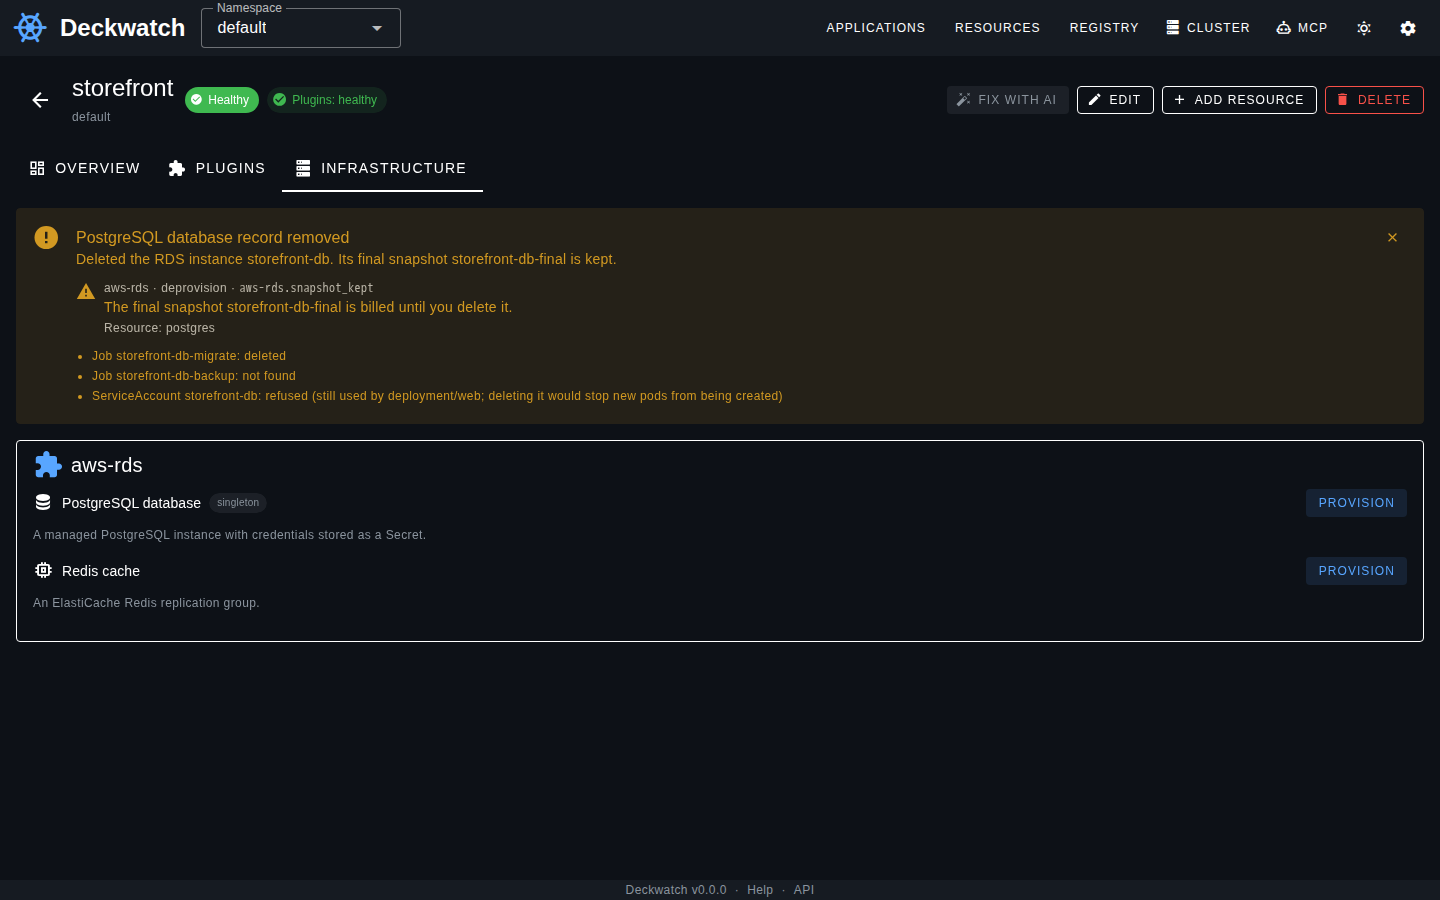 Deckwatch
Namespace
default
APPLICATIONS
RESOURCES
REGISTRY
CLUSTER
MCP
storefront
default
Healthy
Plugins: healthy
FIX WITH AI
EDIT
ADD RESOURCE
DELETE
OVERVIEW
PLUGINS
INFRASTRUCTURE
PostgreSQL database record removed
Deleted the RDS instance storefront-db. Its final snapshot storefront-db-final is kept.
aws-rds · deprovision · aws-rds.snapshot_kept
The final snapshot storefront-db-final is billed until you delete it.
Resource: postgres
• Job storefront-db-migrate: deleted
• Job storefront-db-backup: not found
• ServiceAccount storefront-db: refused (still used by deployment/web; deleting it would stop new pods from being created)
aws-rds
PostgreSQL database
singleton
PROVISION
A managed PostgreSQL instance with credentials stored as a Secret.
Redis cache
PROVISION
An ElastiCache Redis replication group.
Deckwatch v0.0.0 · Help · API